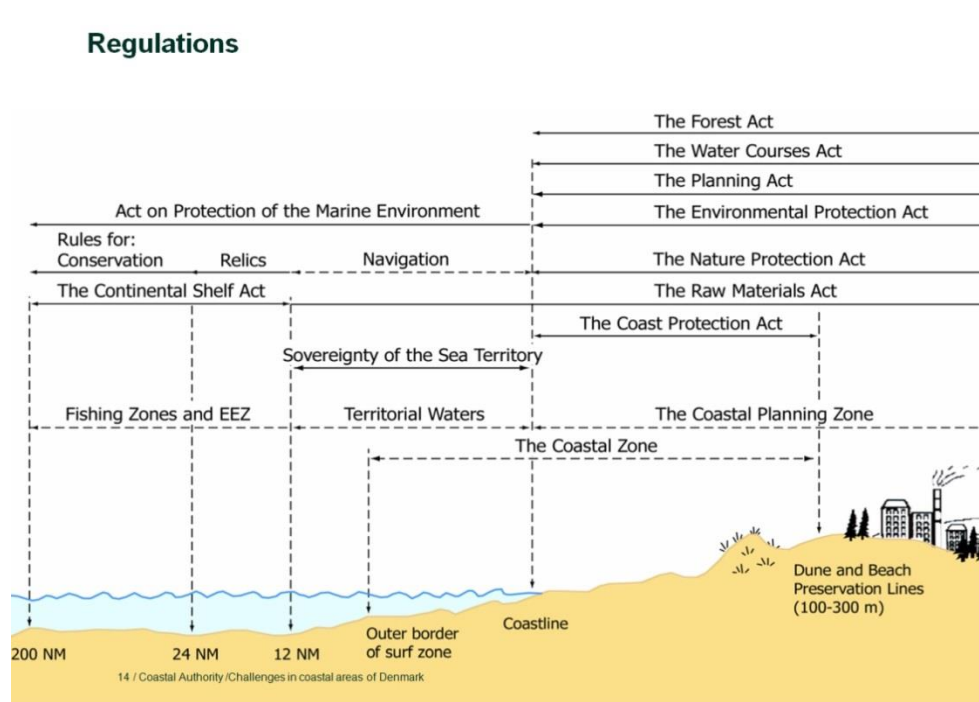 Regulations
The Forest Act
The Water Courses Act
The Planning Act
Act on Protection of the Marine Environment
The Environmental Protection Act
Rules for:
Conservation
Relics
Navigation
The Nature Protection Act
The Continental Shelf Act
The Raw Materials Act
The Coast Protection Act
Sovereignty of the Sea Territory
Fishing Zones and EEZ
Territorial Waters
The Coastal Planning Zone
The Coastal Zone
Dune and Beach
Preservation Lines
(100-300 m)
Coastline
Outer border
of surf zone
200 NM
24 NM
12 NM
14 / Coastal Authority /Challenges in coastal areas of Denmark